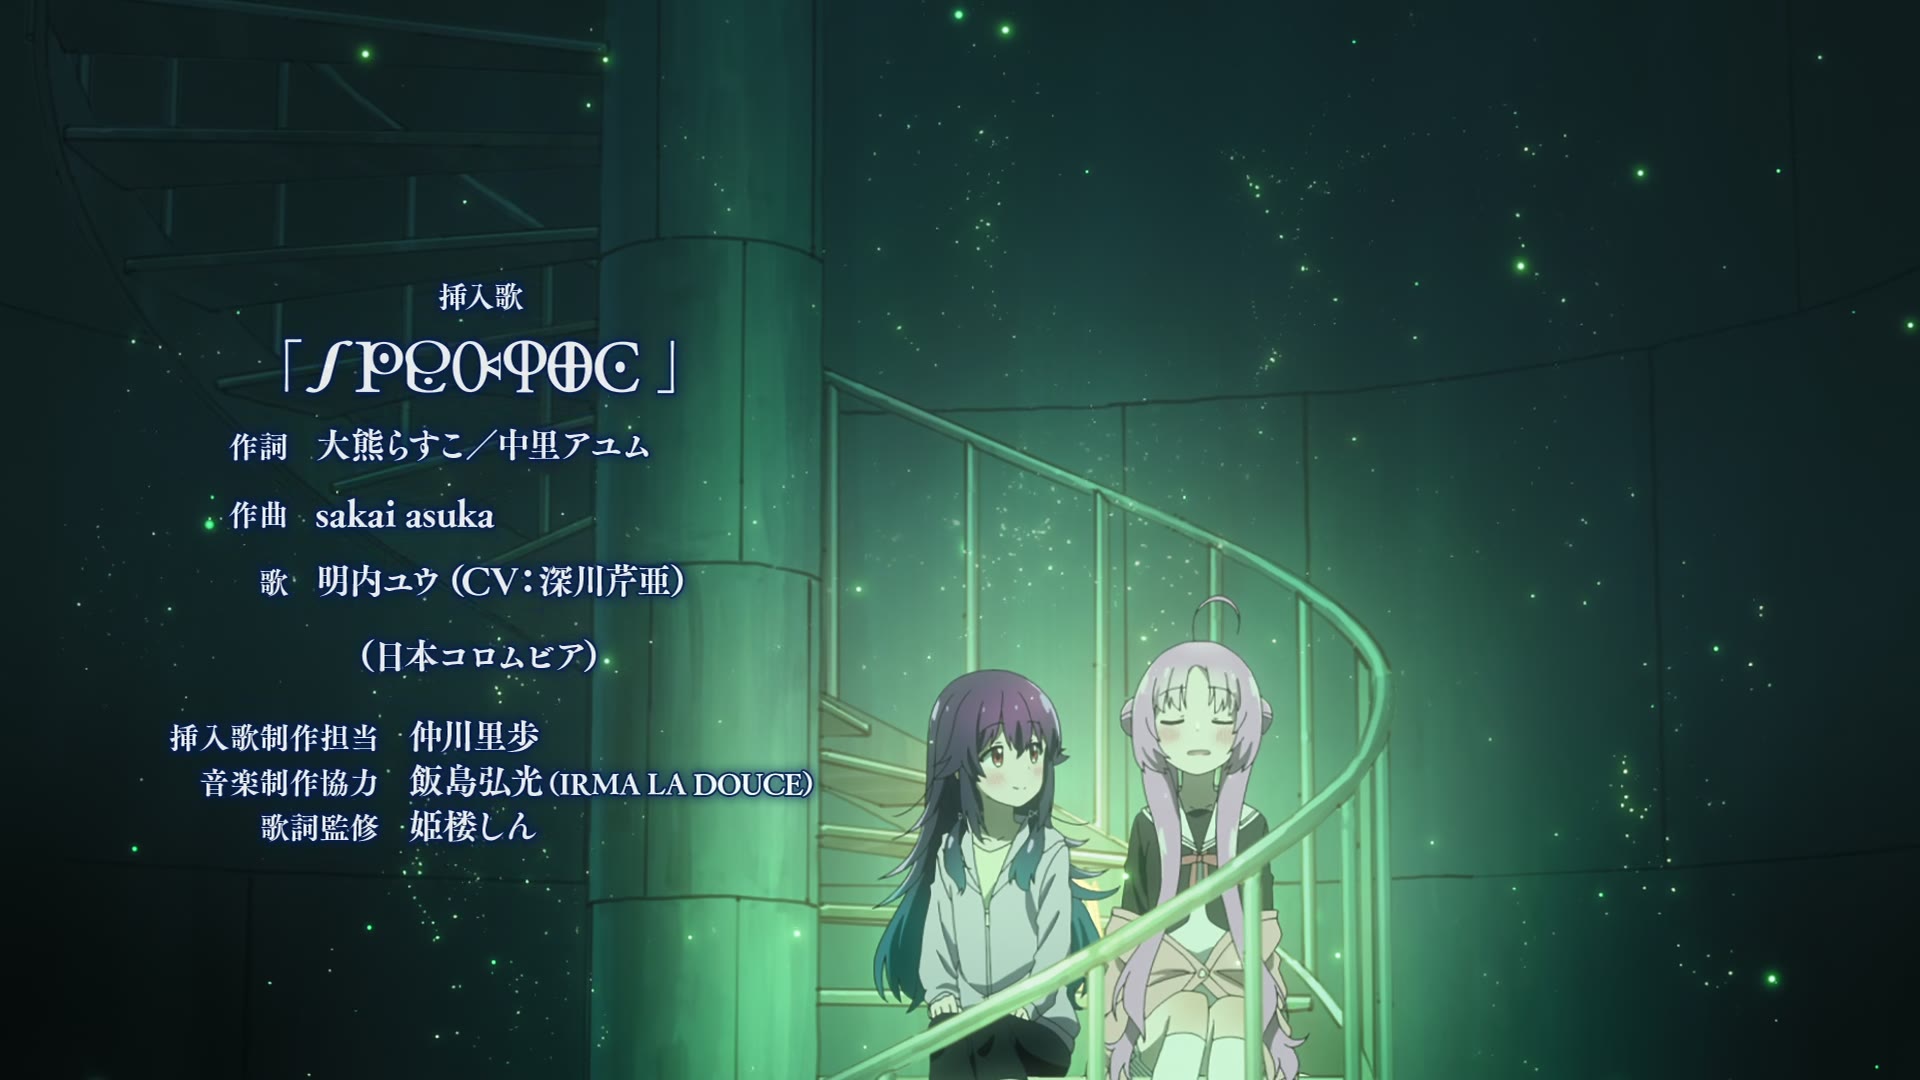 挿入歌
作詞 大熊らすこ／中里アユム
作曲 sakai asuka
歌 明内ユウ（CV：深川芹亜）
（日本コロムビア）
挿入歌制作担当 仲川里歩
音楽制作協力 飯島弘光（IRMA LA DOUCE）
歌詞監修 姫楼しん